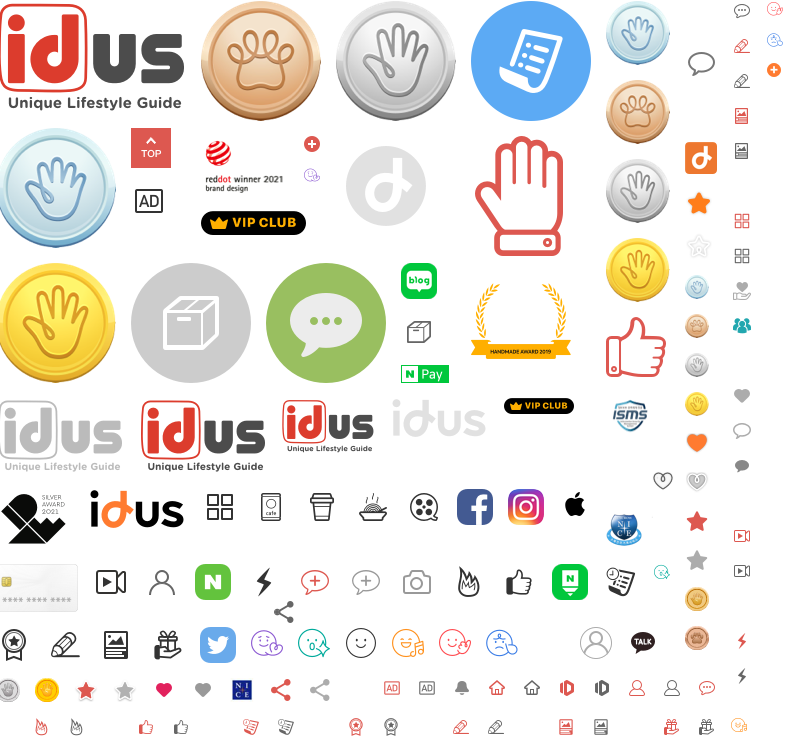 idus
Unique Lifestyle Guide
TOP
AD
reddot winner 2021
brand design
VIP CLUB
blog
N Pay
HANDMADE AWARD 2019
idus
Unique Lifestyle Guide
idus
Unique Lifestyle Guide
idus
Unique Lifestyle Guide
idus
VIP CLUB
ISMS
SILVER
AWARD
2021
idus
cafe
NICE
N
N
TALK
NICE
AD
AD